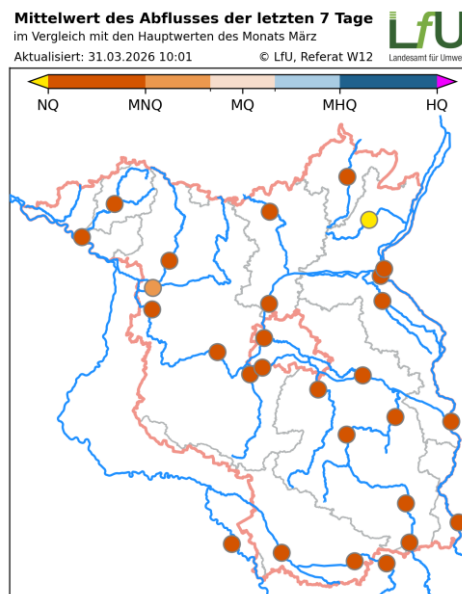 Mittelwert des Abflusses der letzten 7 Tage
im Vergleich mit den Hauptwerten des Monats März
Aktualisiert: 31.03.2026 10:01 © LfU, Referat W12
LfU
Landesamt für Umwel
NQ MNQ MQ MHQ HQ